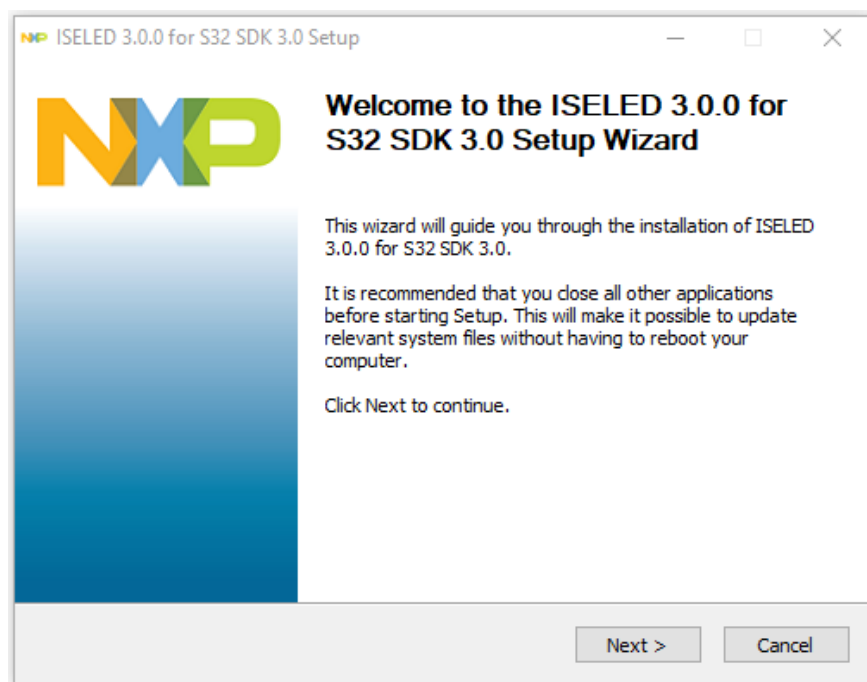 NXP ISELED 3.0.0 for S32 SDK 3.0 Setup
NXP
Welcome to the ISELED 3.0.0 for
S32 SDK 3.0 Setup Wizard
This wizard will guide you through the installation of ISELED
3.0.0 for S32 SDK 3.0.
It is recommended that you close all other applications
before starting Setup. This will make it possible to update
relevant system files without having to reboot your
computer.
Click Next to continue.
Next >
Cancel